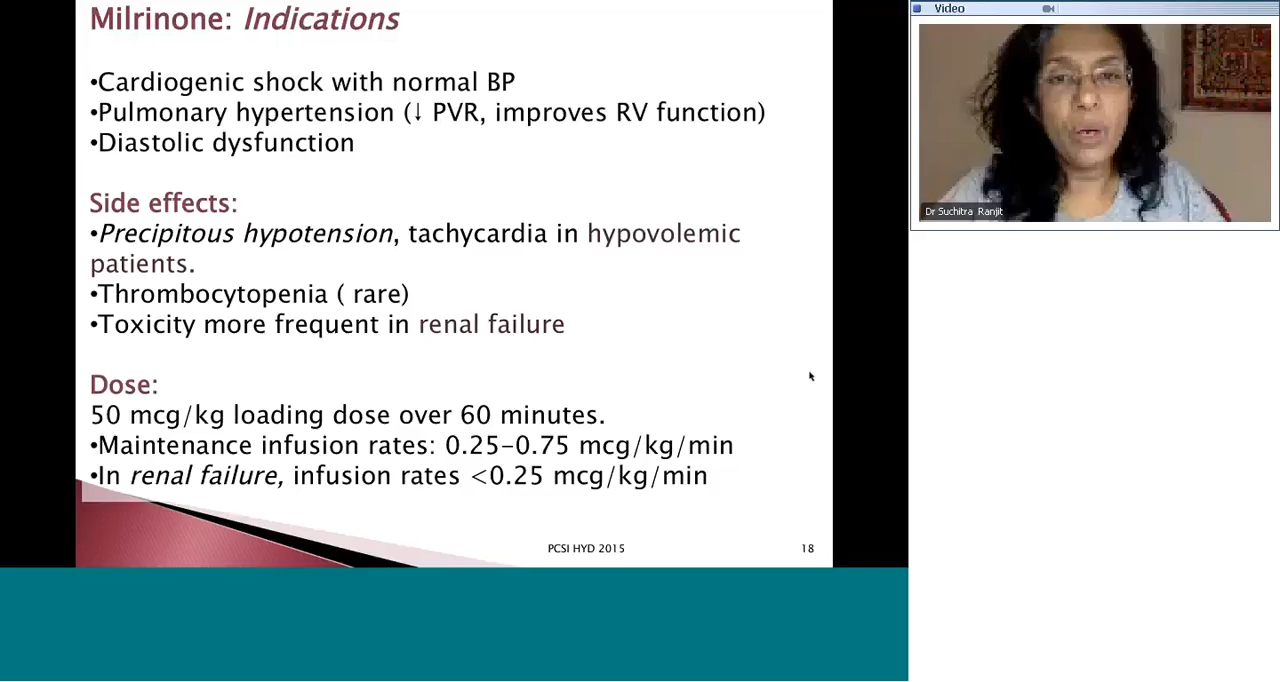 Milrinone: Indications
•Cardiogenic shock with normal BP
•Pulmonary hypertension (↓ PVR, improves RV function)
•Diastolic dysfunction
Side effects:
•Precipitous hypotension, tachycardia in hypovolemic
patients.
•Thrombocytopenia ( rare)
•Toxicity more frequent in renal failure
Dose:
50 mcg/kg loading dose over 60 minutes.
•Maintenance infusion rates: 0.25-0.75 mcg/kg/min
•In renal failure, infusion rates <0.25 mcg/kg/min
PCSI HYD 2015
18
Video
Dr Suchitra Ranjit